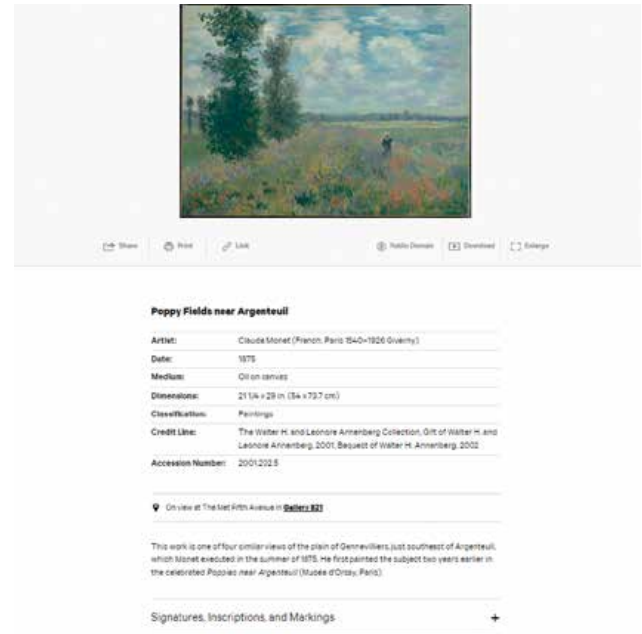 Share Print Link Public Domain Download Enlarge
Poppy Fields near Argenteuil
Artist: Claude Monet (French, Paris 1840–1926 Giverny)
Date: 1875
Medium: Oil on canvas
Dimensions: 21 1/4 x 29 in. (54 x 73.7 cm)
Classification: Paintings
Credit Line: The Walter H. and Leonore Annenberg Collection, Gift of Walter H. and
Leonore Annenberg, 2001, Bequest of Walter H. Annenberg, 2002
Accession Number: 2001.202.5
On view at The Met Fifth Avenue in Gallery 821
This work is one of four similar views of the plain of Gennevilliers, just southeast of Argenteuil,
which Monet executed in the summer of 1875. He first painted the subject two years earlier in
the celebrated Poppies near Argenteuil (Musée d'Orsay, Paris).
Signatures, Inscriptions, and Markings +